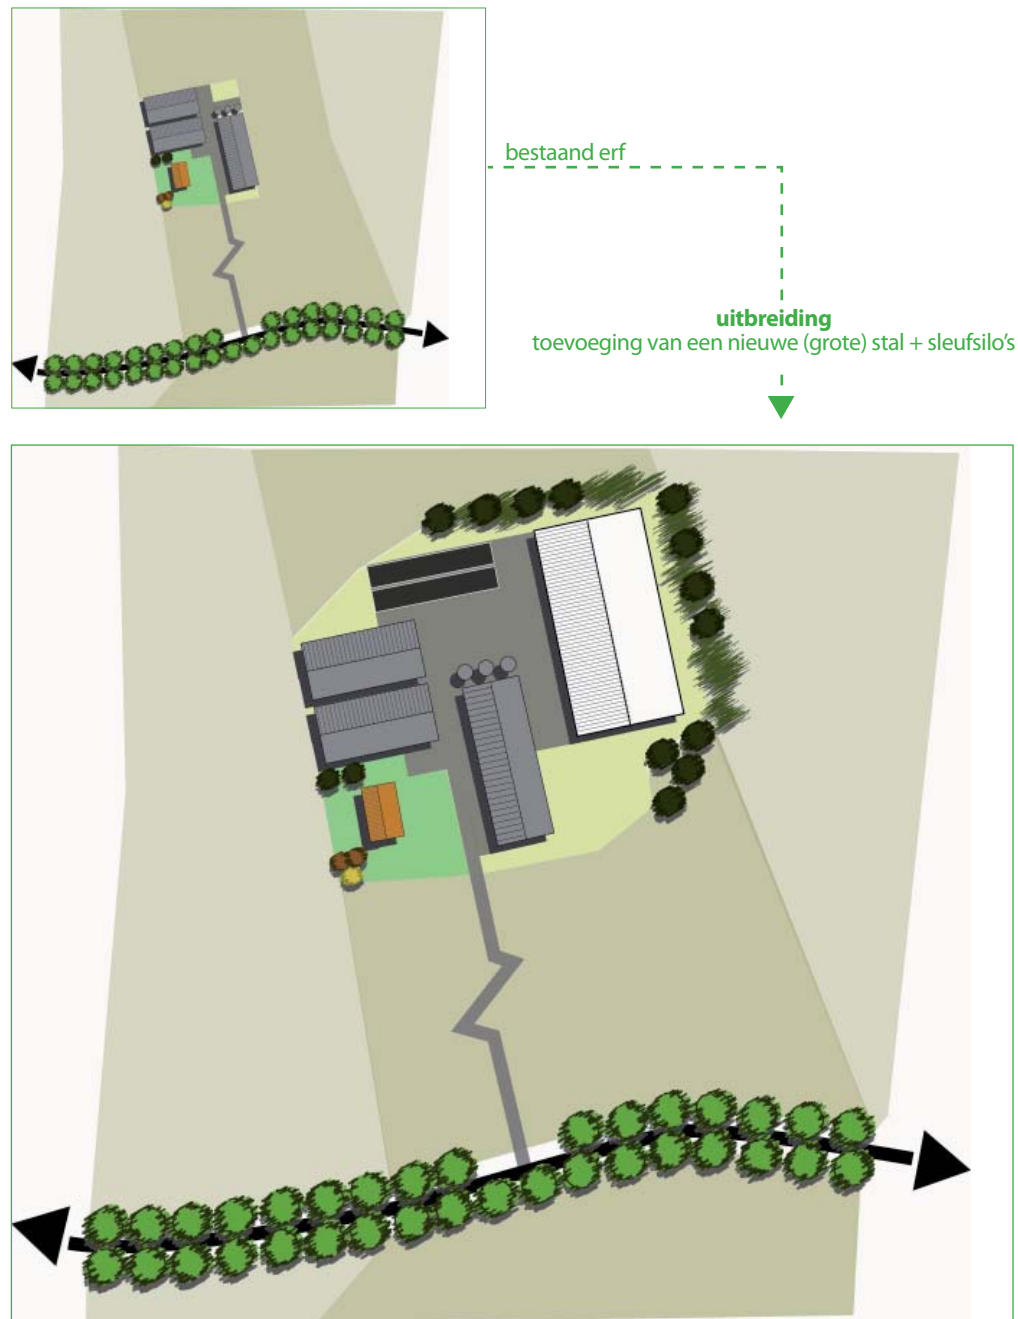 bestaand erf
uitbreiding
toevoeging van een nieuwe (grote) stal + sleufsilo’s